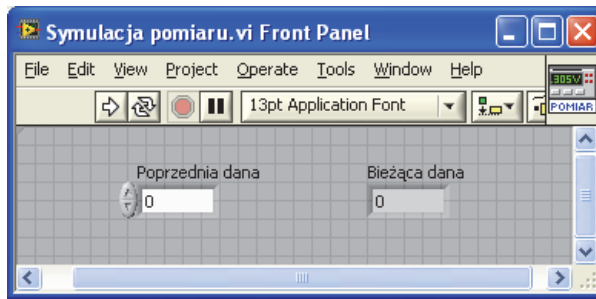 Symulacja pomiaru.vi Front Panel
File Edit View Project Operate Tools Window Help
13pt Application Font
305V
POMIAR
Poprzednia dana Bieżąca dana
0 0